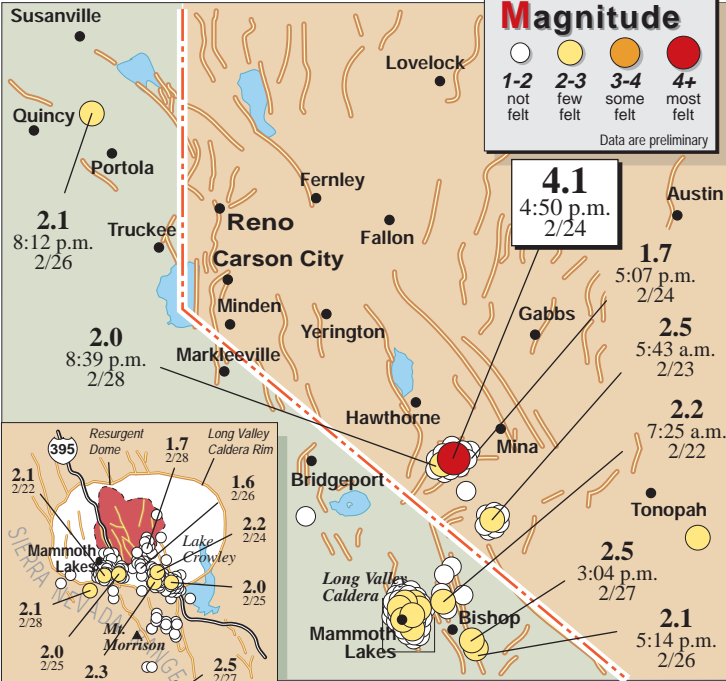 Susanville
Quincy
Portola
2.1
8:12 p.m.
2/26
Truckee
Reno
Carson City
Minden
Markleeville
2.0
8:39 p.m.
2/28
Lovelock
Fernley
Fallon
Yerington
Hawthorne
Magnitude
1-2
not
felt
2-3
few
felt
3-4
some
felt
4+
most
felt
Data are preliminary
4.1
4:50 p.m.
2/24
Austin
1.7
5:07 p.m.
2/24
Gabbs
2.5
5:43 a.m.
2/23
2.2
7:25 a.m.
2/22
Mina
Tonopah
Bridgeport
2.5
3:04 p.m.
2/27
2.1
5:14 p.m.
2/26
Long Valley
Caldera
Mammoth
Lakes
Bishop
395
Resurgent
Dome
1.7
2/28
Long Valley
Caldera Rim
2.1
2/22
1.6
2/26
2.2
2/24
Lake
Crowley
Mammoth
Lakes
2.0
2/25
2.1
2/28
2.0
2/25
Mt.
Morrison
2.3
2.5
2/27
SIERRA NEVADA RANGE